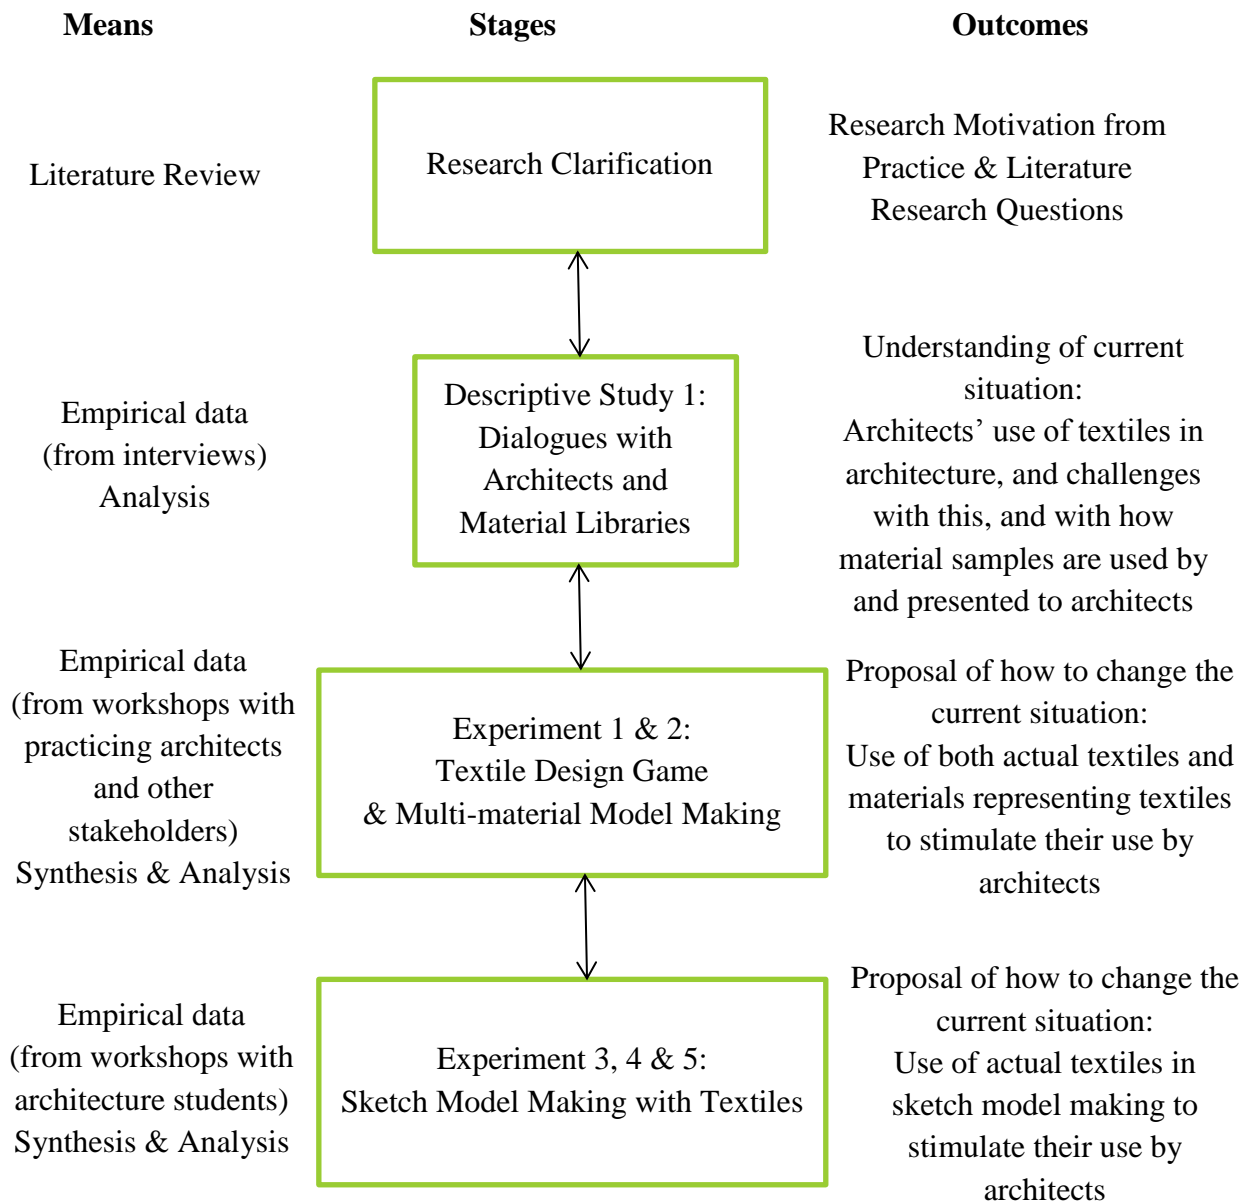 Means
Stages
Outcomes
Literature Review
Research Clarification
Research Motivation from
Practice & Literature
Research Questions
Empirical data
(from interviews)
Analysis
Descriptive Study 1:
Dialogues with
Architects and
Material Libraries
Understanding of current
situation:
Architects’ use of textiles in
architecture, and challenges
with this, and with how
material samples are used by
and presented to architects
Empirical data
(from workshops with
practicing architects
and other
stakeholders)
Synthesis & Analysis
Experiment 1 & 2:
Textile Design Game
& Multi-material Model Making
Proposal of how to change the
current situation:
Use of both actual textiles and
materials representing textiles
to stimulate their use by
architects
Empirical data
(from workshops with
architecture students)
Synthesis & Analysis
Experiment 3, 4 & 5:
Sketch Model Making with Textiles
Proposal of how to change the
current situation:
Use of actual textiles in
sketch model making to
stimulate their use by
architects